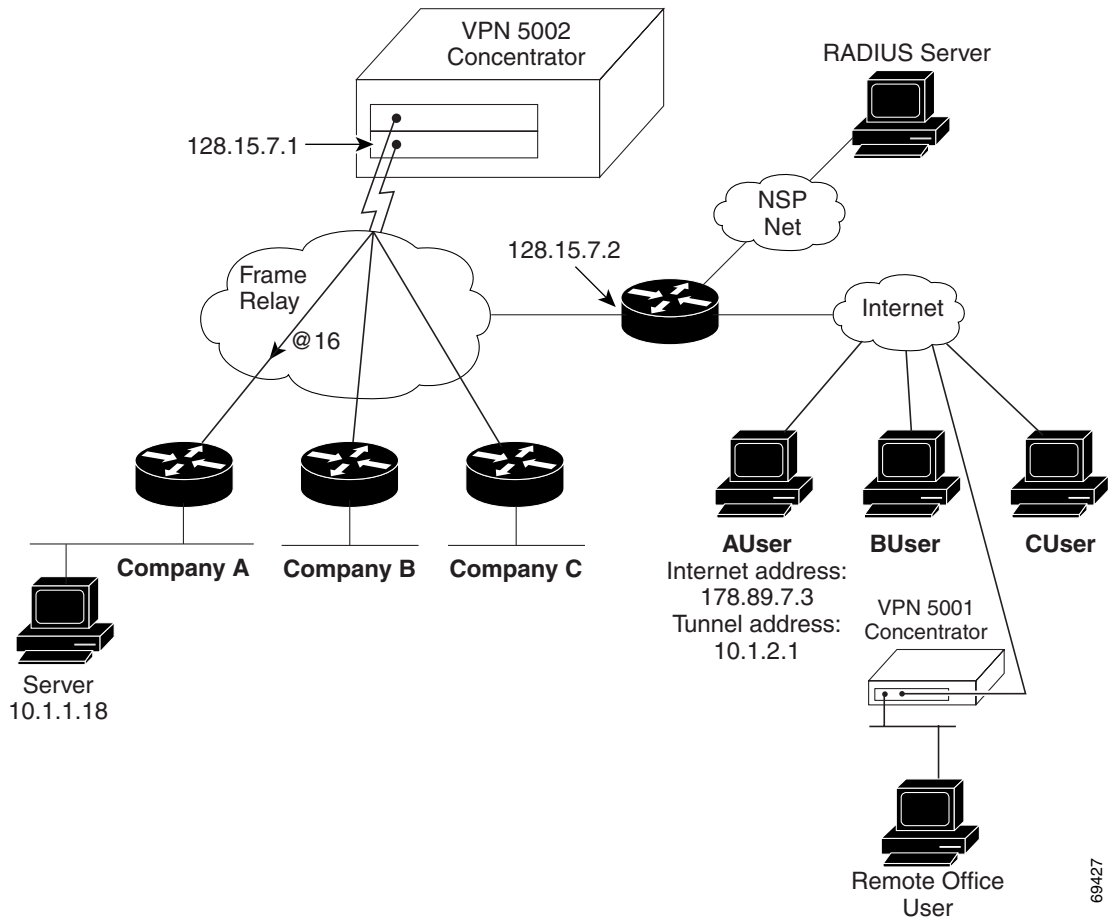 VPN 5002
Concentrator
RADIUS Server
128.15.7.1
NSP
Net
128.15.7.2
Frame
Relay
Internet
@16
Company A
Company B
Company C
AUser
BUser
CUser
Internet address:
178.89.7.3
Tunnel address:
10.1.2.1
VPN 5001
Concentrator
Server
10.1.1.18
Remote Office
User
69427